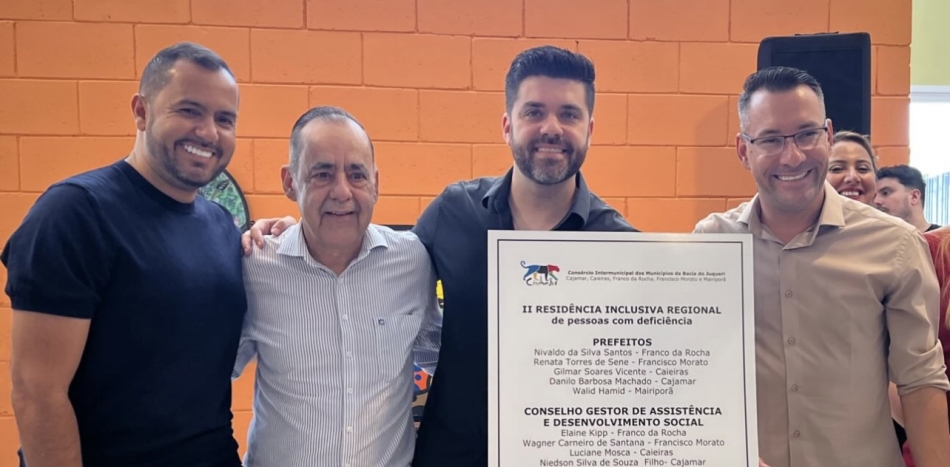 Consórcio Intermunicipal dos Municípios da Bacia do Juqueri
Cajamar, Caieiras, Franco da Rocha, Francisco Morato e Mairiporã
II RESIDÊNCIA INCLUSIVA REGIONAL
de pessoas com deficiência
PREFEITOS
Nivaldo da Silva Santos - Franco da Rocha
Renata Torres de Sene - Francisco Morato
Gilmar Soares Vicente - Caieiras
Danilo Barbosa Machado - Cajamar
Walid Hamid - Mairiporã
CONSELHO GESTOR DE ASSISTÊNCIA
E DESENVOLVIMENTO SOCIAL
Elaine Kipp - Franco da Rocha
Wagner Carneiro de Santana - Francisco Morato
Luciane Mosca - Caieiras
Niedson Silva de Souza Filho- Cajamar